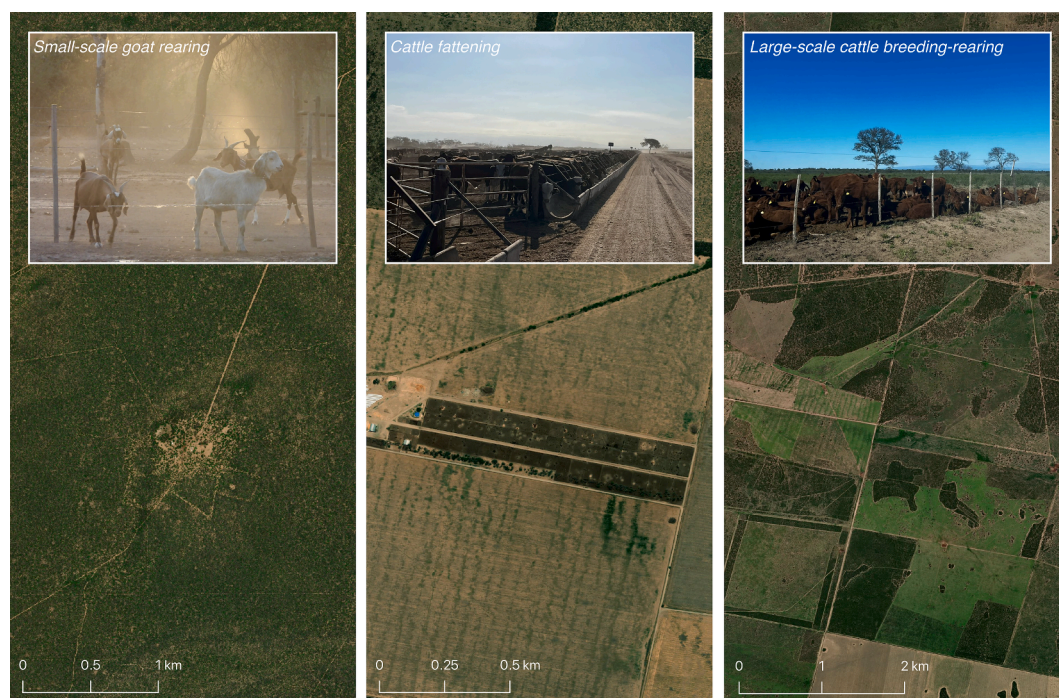 Small-scale goat rearing
Cattle fattening
Large-scale cattle breeding-rearing
0 0.5 1 km
0 0.25 0.5 km
0 1 2 km